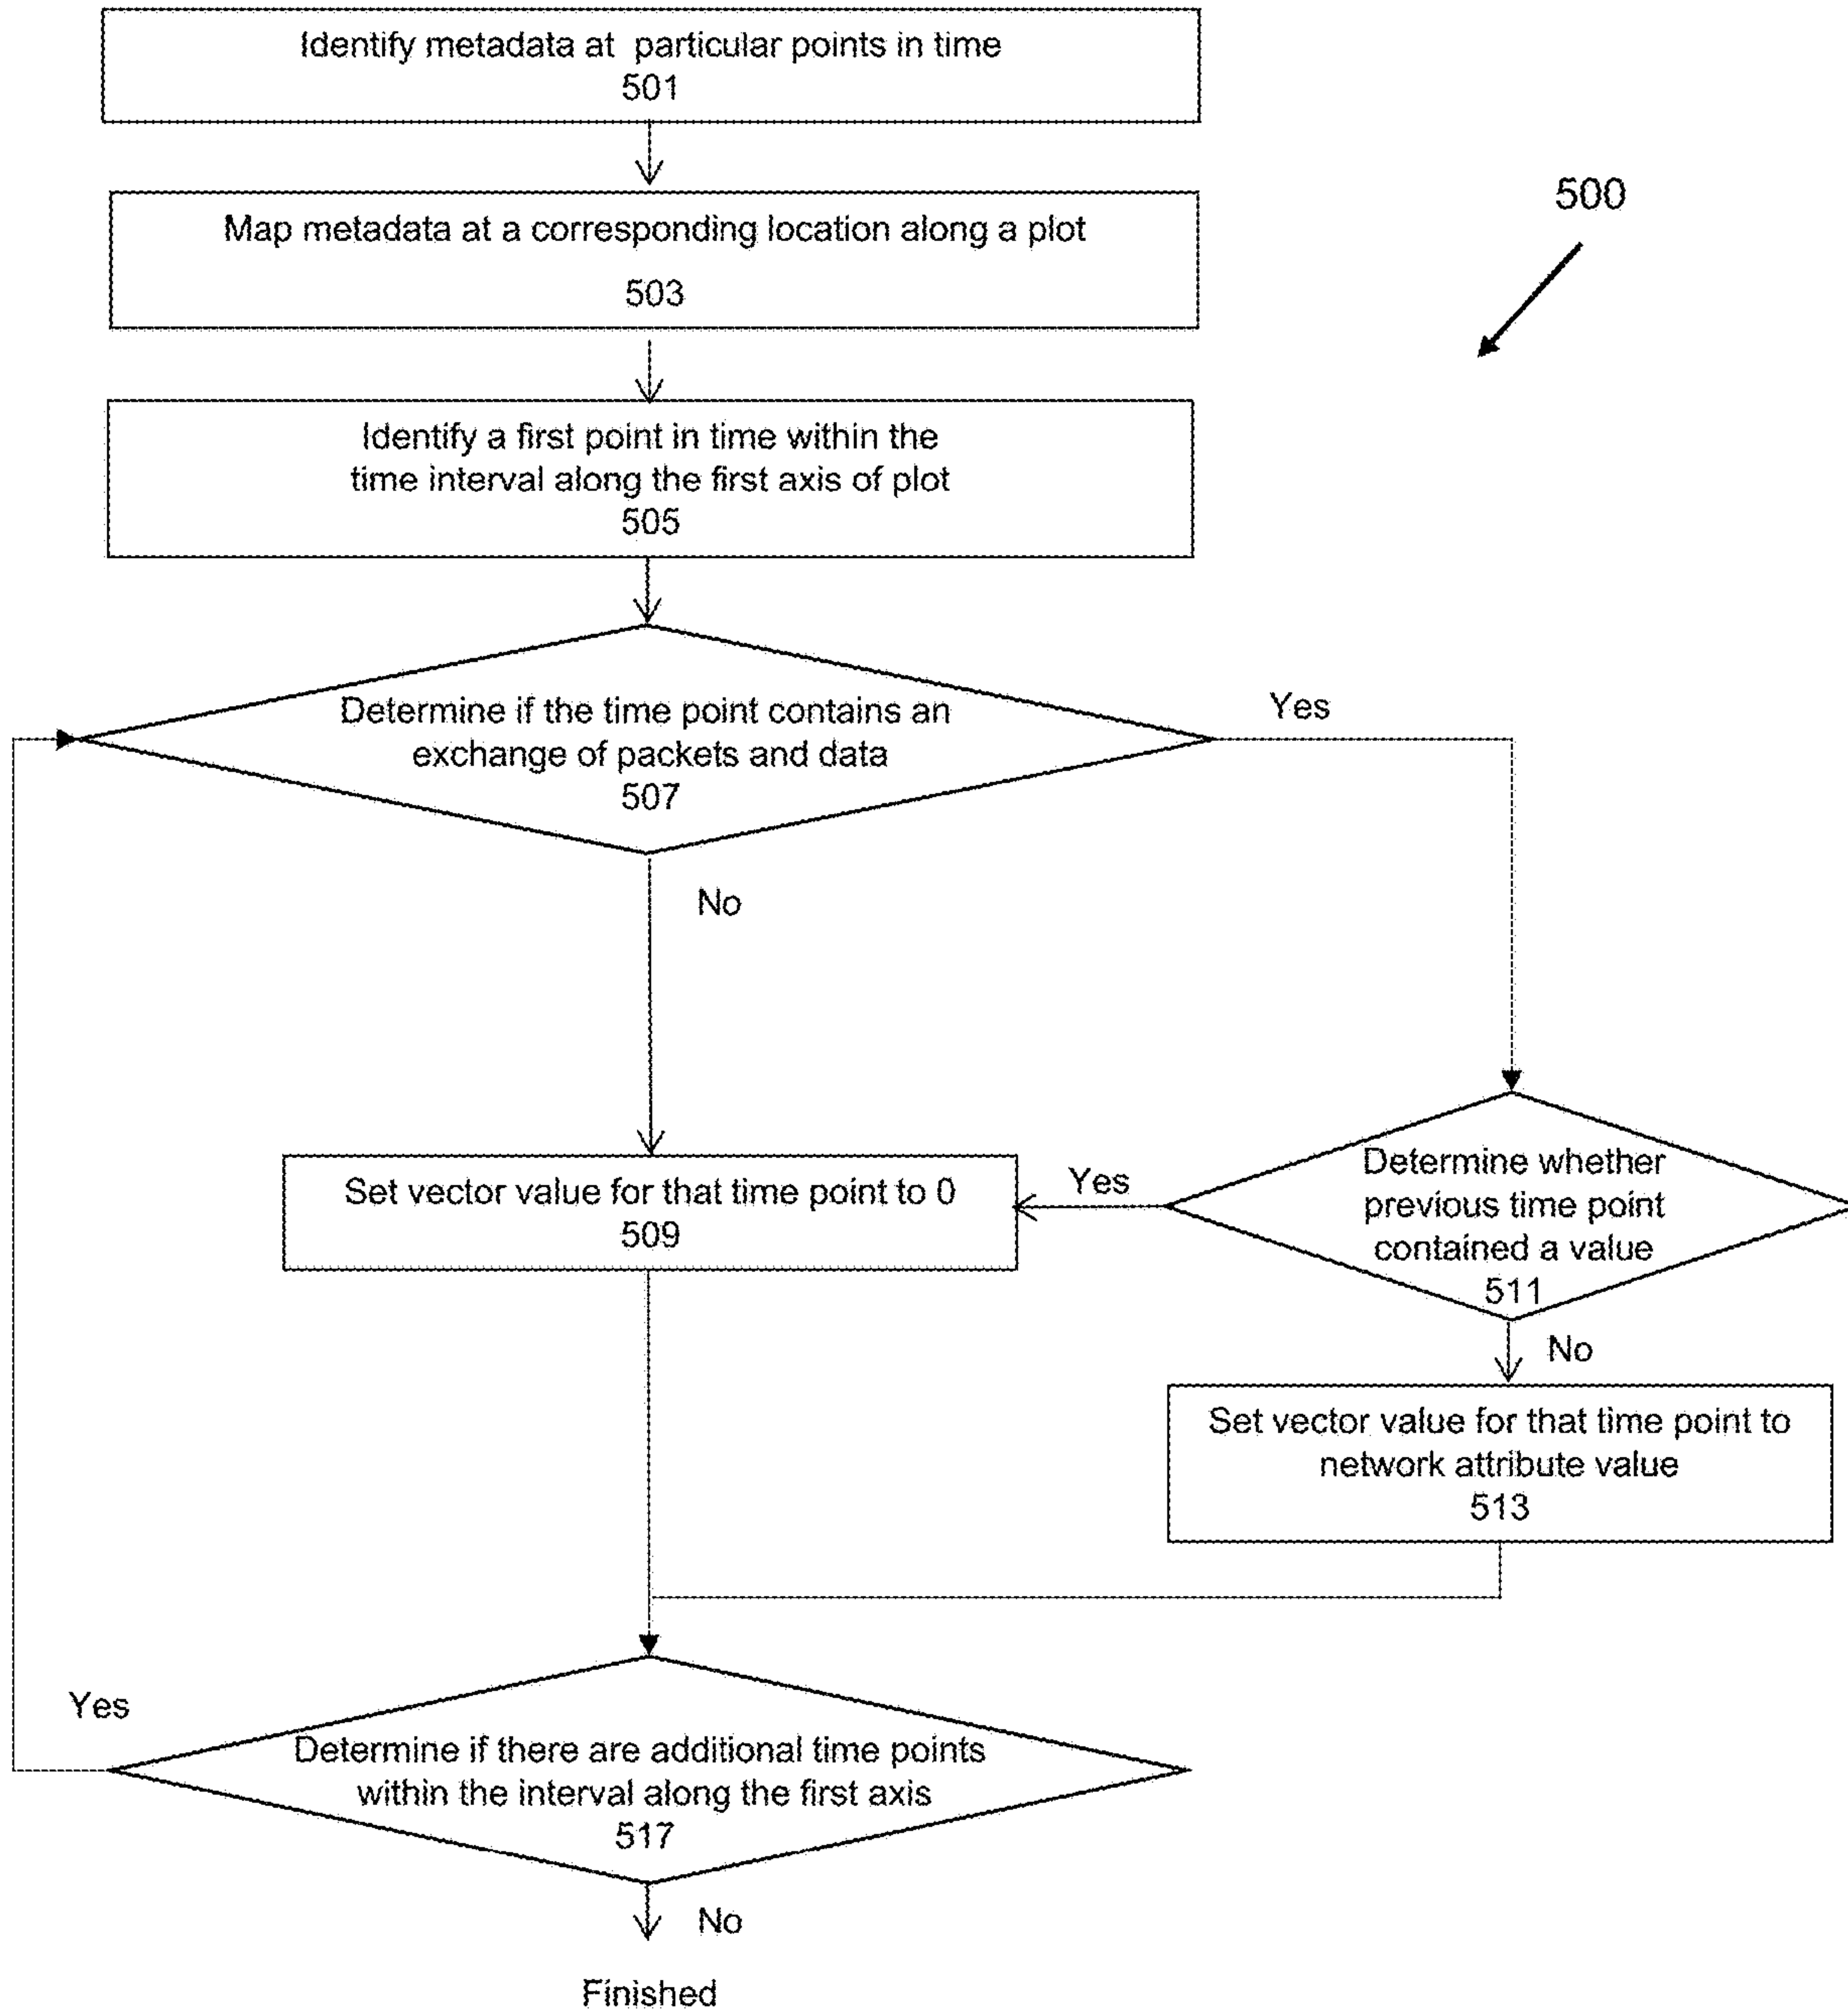 Identify metadata at particular points in time
501
500
Map metadata at a corresponding location along a plot
503
Identify a first point in time within the
time interval along the first axis of plot
505
Determine if the time point contains an
exchange of packets and data
507
Yes
No
Set vector value for that time point to 0
509
Yes
Determine whether
previous time point
contained a value
511
No
Set vector value for that time point to
network attribute value
513
Yes
Determine if there are additional time points
within the interval along the first axis
517
No
Finished